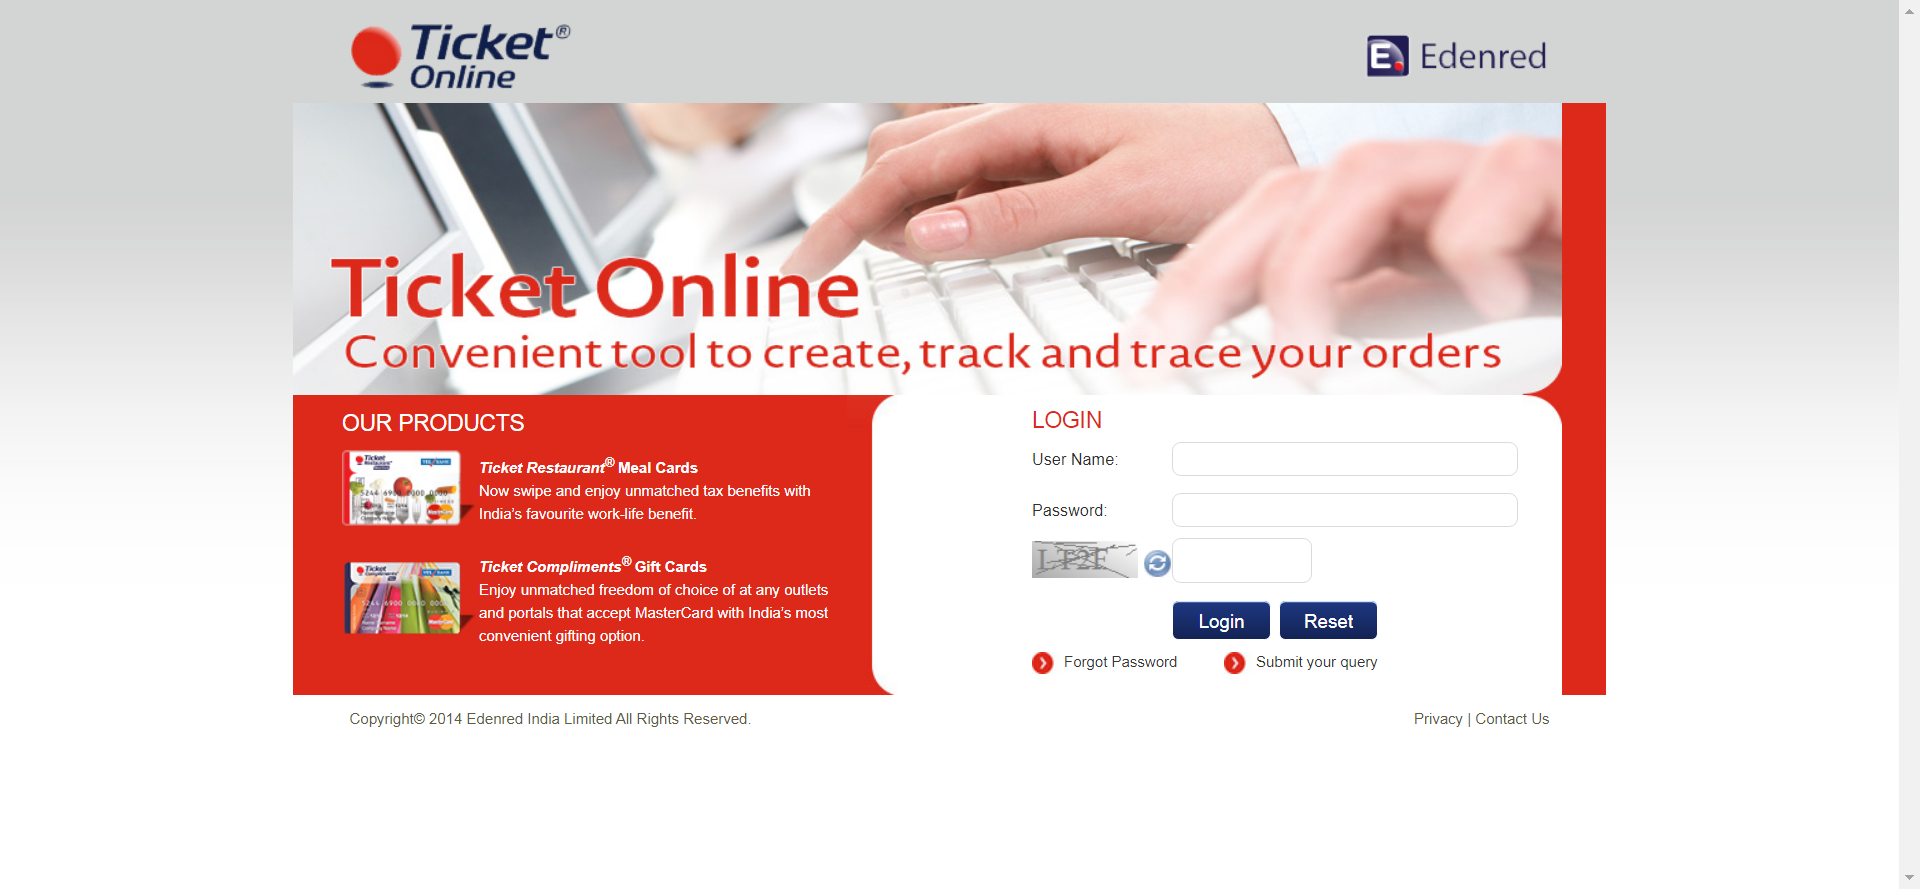 Ticket®
Online
Edenred
Ticket Online
Convenient tool to create, track and trace your orders
OUR PRODUCTS
Ticket Restaurant® Meal Cards
Now swipe and enjoy unmatched tax benefits with
India's favourite work-life benefit.
Ticket Compliments® Gift Cards
Enjoy unmatched freedom of choice of at any outlets
and portals that accept MasterCard with India's most
convenient gifting option.
LOGIN
User Name:
Password:
Login
Reset
Forgot Password
Submit your query
Copyright© 2014 Edenred India Limited All Rights Reserved.
Privacy | Contact Us